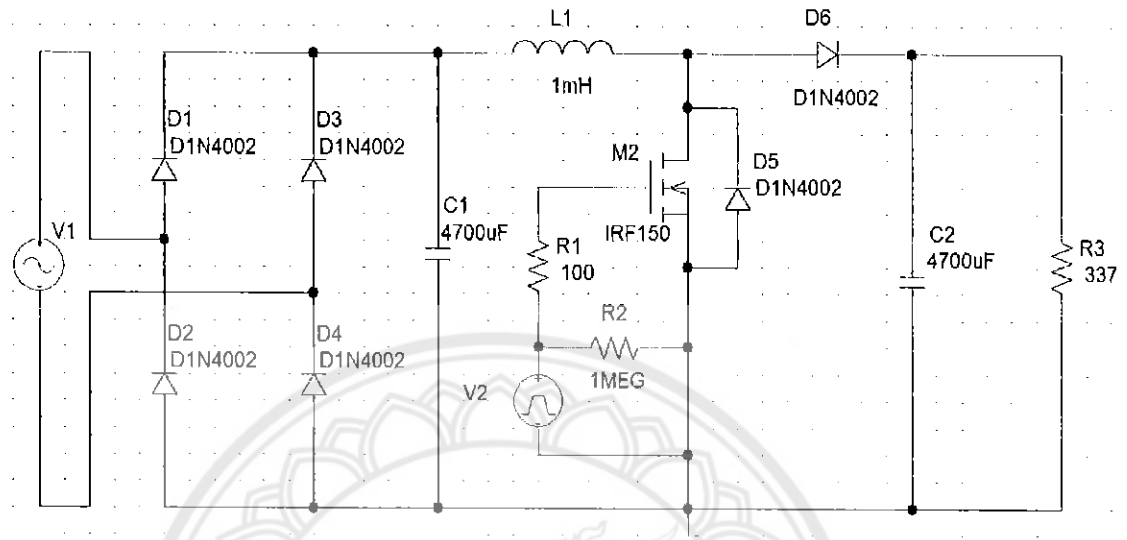 L1
1mH
D6
D1N4002
D1
D1N4002
D3
D1N4002
M2
IRF150
D5
D1N4002
V1
C1
4700uF
R1
100
C2
4700uF
R3
337
D2
D1N4002
D4
D1N4002
R2
1MEG
V2